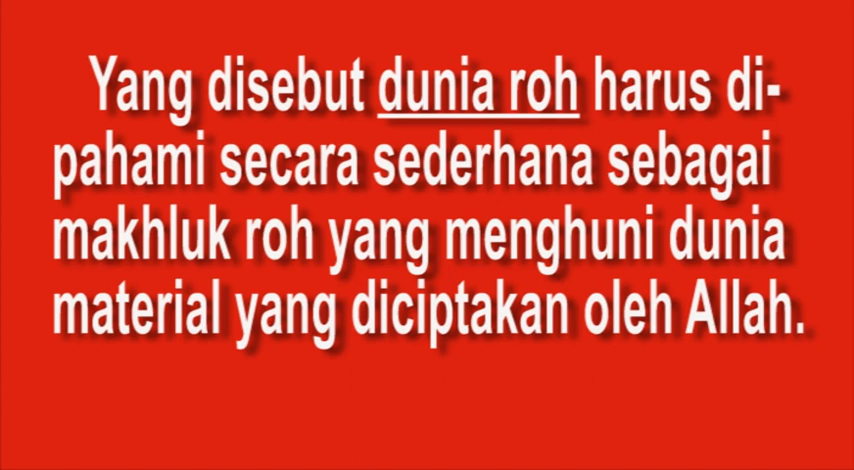 Yang disebut dunia roh harus di-
pahami secara sederhana sebagai
makhluk roh yang menghuni dunia
material yang diciptakan oleh Allah.